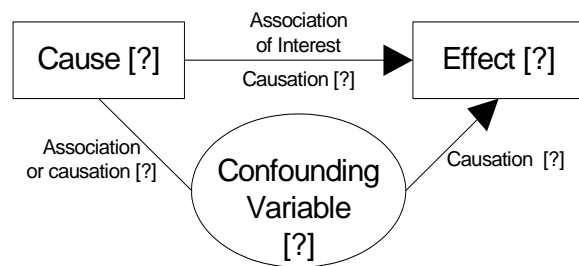 Association
of Interest
Cause [?]
Effect [?]
Causation [?]
Association
or causation [?]
Causation [?]
Confounding
Variable
[?]